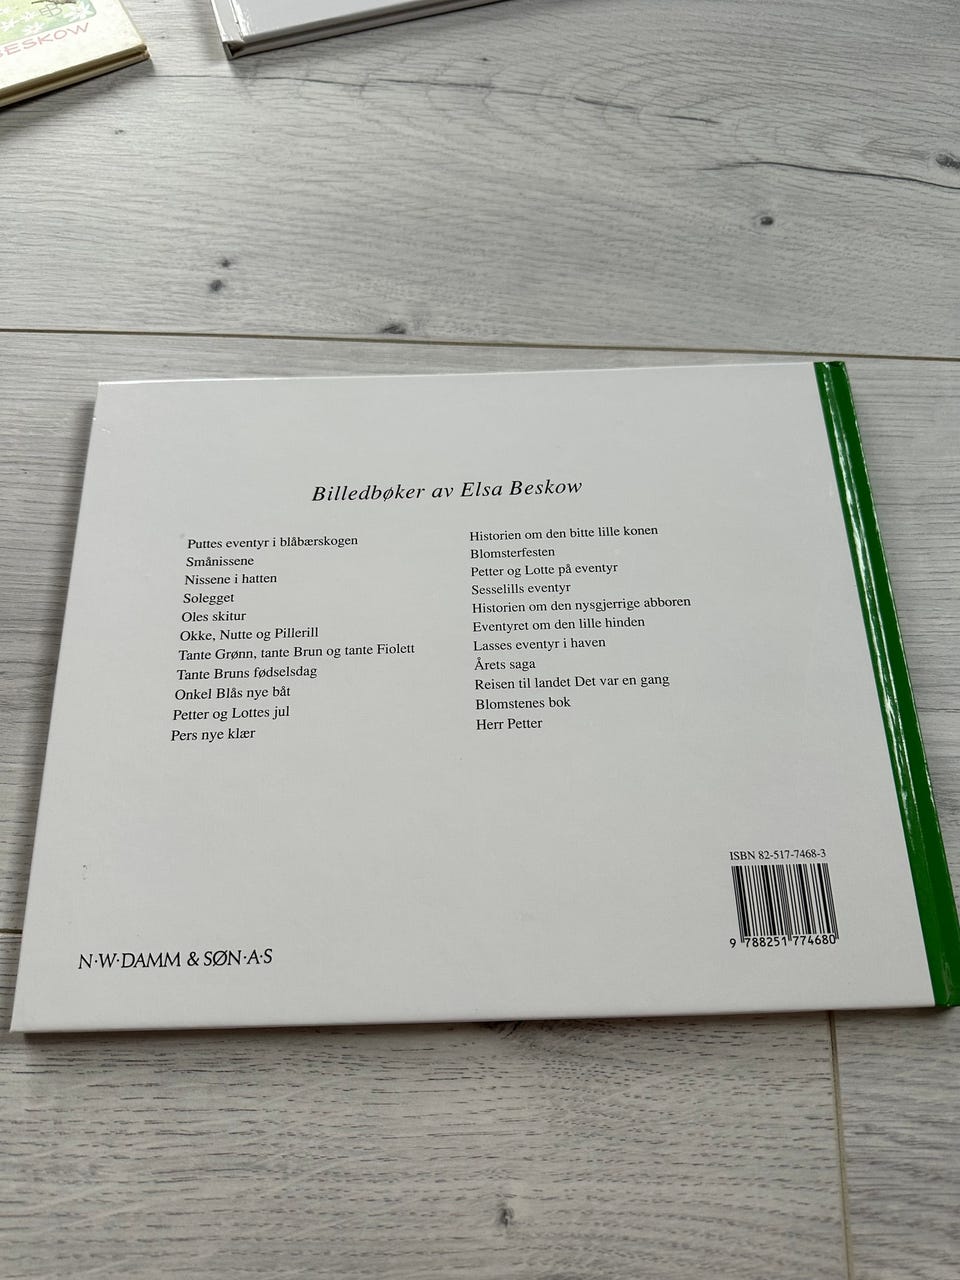 BESKOW
Billedbøker av Elsa Beskow
Puttes eventyr i blåbærskogen
Smånissene
Nissene i hatten
Solegget
Oles skitur
Okke, Nutte og Pillerill
Tante Grønn, tante Brun og tante Fiolett
Tante Bruns fødselsdag
Onkel Blås nye båt
Petter og Lottes jul
Pers nye klær
Historien om den bitte lille konen
Blomsterfesten
Petter og Lotte på eventyr
Sesselills eventyr
Historien om den nysgjerrige abboren
Eventyret om den lille hinden
Lasses eventyr i haven
Årets saga
Reisen til landet Det var en gang
Blomstenes bok
Herr Petter
ISBN 82-517-7468-3
9 788251 774680
N·W·DAMM & SØN·A·S